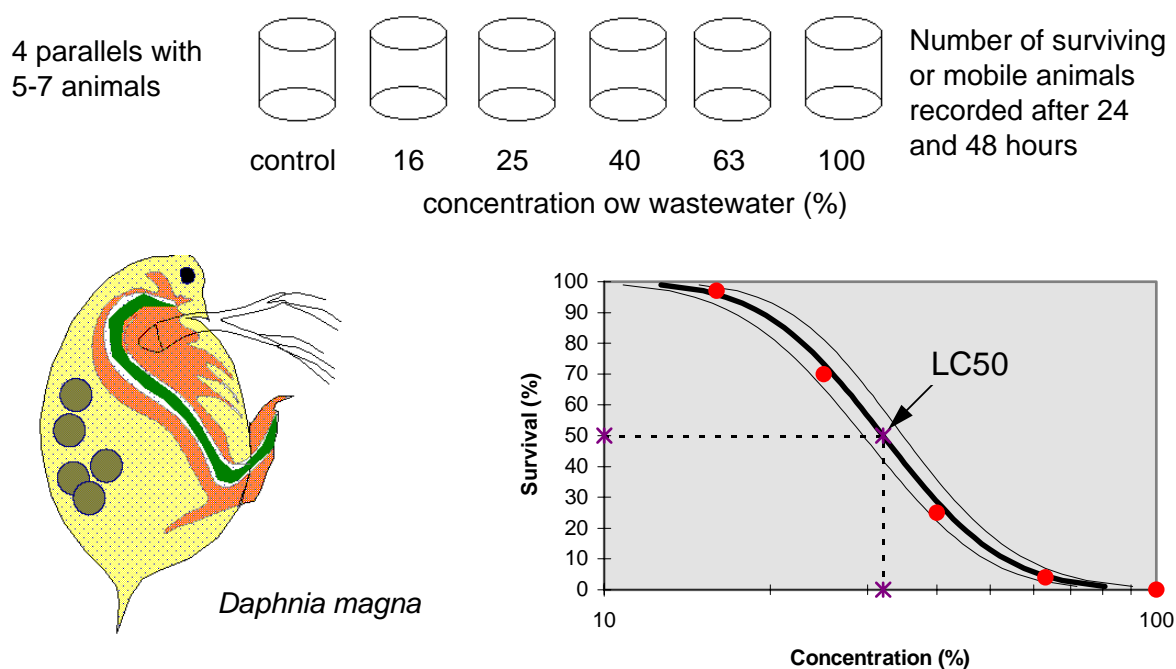 4 parallels with
5-7 animals
Number of surviving
or mobile animals
recorded after 24
and 48 hours
control 16 25 40 63 100
concentration ow wastewater (%)
Daphnia magna
Survival (%)
100
90
80
70
60
50
40
30
20
10
0
LC50
10 100
Concentration (%)